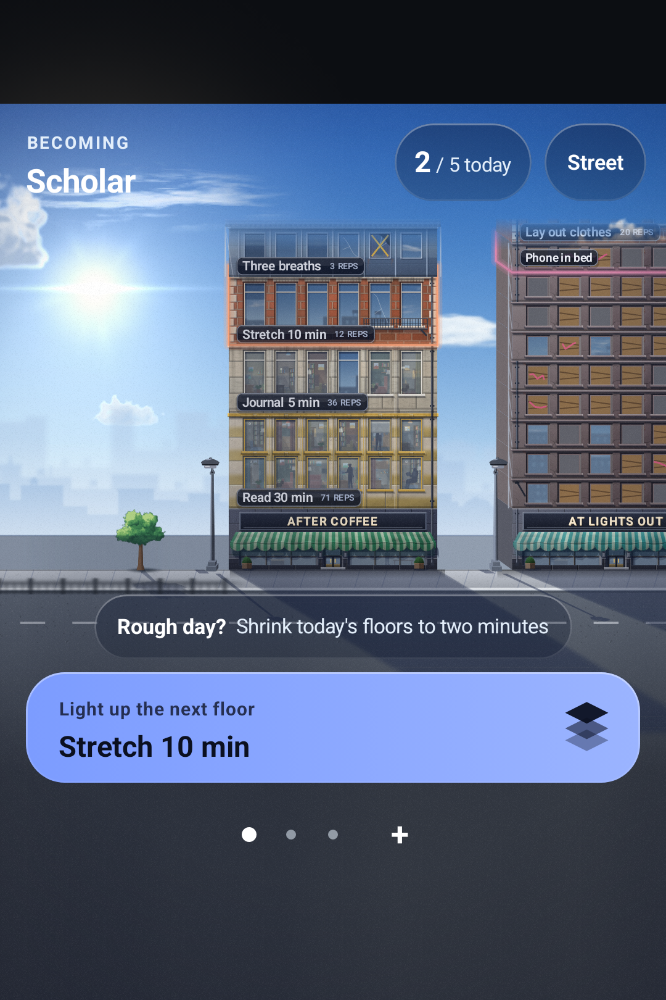 BECOMING
Scholar
2 / 5 today
Street
Three breaths 3 REPS
Stretch 10 min 12 REPS
Journal 5 min 36 REPS
Read 30 min 71 REPS
AFTER COFFEE
Lay out clothes 20 REPS
Phone in bed
AT LIGHTS OUT
Rough day? Shrink today's floors to two minutes
Light up the next floor
Stretch 10 min